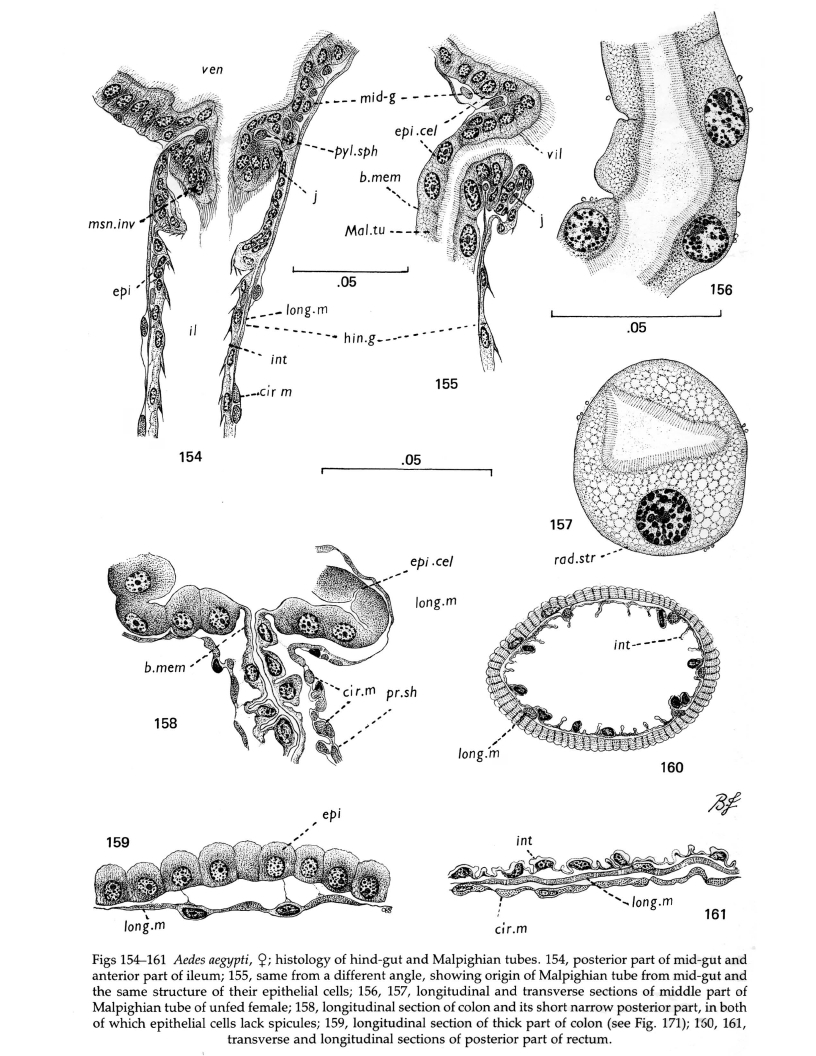 ven
mid-g
pyl.sph
j
msn.inv
epi
il
.05
long.m
hin.g
int
cir m
154
epi.cel
vil
b.mem
Mal.tu
j
155
156
.05
.05
157
rad.str
epi.cel
long.m
b.mem
cir.m
pr.sh
158
int
long.m
160
159
epi
long.m
int
long.m
cir.m
161
Figs 154–161 Aedes aegypti, ♀; histology of hind-gut and Malpighian tubes. 154, posterior part of mid-gut and
anterior part of ileum; 155, same from a different angle, showing origin of Malpighian tube from mid-gut and
the same structure of their epithelial cells; 156, 157, longitudinal and transverse sections of middle part of
Malpighian tube of unfed female; 158, longitudinal section of colon and its short narrow posterior part, in both
of which epithelial cells lack spicules; 159, longitudinal section of thick part of colon (see Fig. 171); 160, 161,
transverse and longitudinal sections of posterior part of rectum.